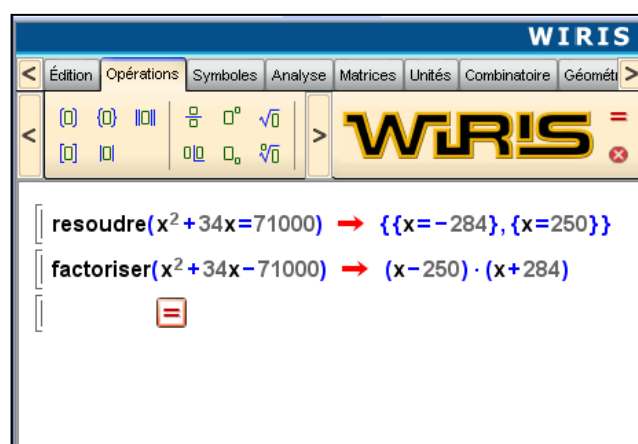 WIRIS
Édition Opérations Symboles Analyse Matrices Unités Combinatoire Géomét
WIRIS
resoudre(x²+34x=71000) → {{x=-284},{x=250}}
factoriser(x²+34x-71000) → (x-250)·(x+284)
=